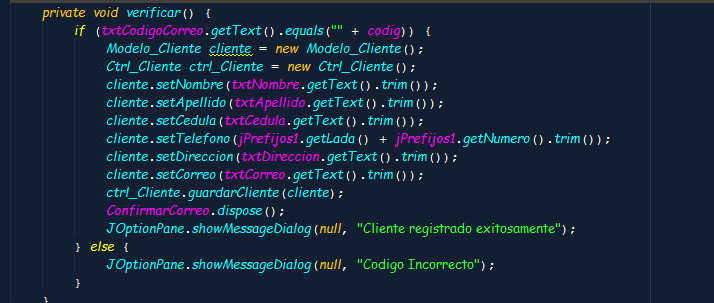 private void verificar() {
if (txtCodigoCorreo.getText().equals("" + codig)) {
Modelo_Cliente cliente = new Modelo_Cliente();
Ctrl_Cliente ctrl_Cliente = new Ctrl_Cliente();
cliente.setNombre(txtNombre.getText().trim());
cliente.setApellido(txtApellido.getText().trim());
cliente.setCedula(txtCedula.getText().trim());
cliente.setTelefono(jPrefijos1.getLada() + jPrefijos1.getNumero().trim());
cliente.setDireccion(txtDireccion.getText().trim());
cliente.setCorreo(txtCorreo.getText().trim());
ctrl_Cliente.guardarCliente(cliente);
ConfirmarCorreo.dispose();
JOptionPane.showMessageDialog(null, "Cliente registrado exitosamente");
} else {
JOptionPane.showMessageDialog(null, "Codigo Incorrecto");
}
}